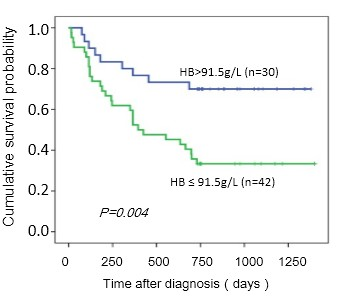 Cumulative survival probability
1.0
0.8
0.6
0.4
0.2
0.0
HB>91.5g/L (n=30)
HB ≤ 91.5g/L (n=42)
P=0.004
0 250 500 750 1000 1250
Time after diagnosis ( days )